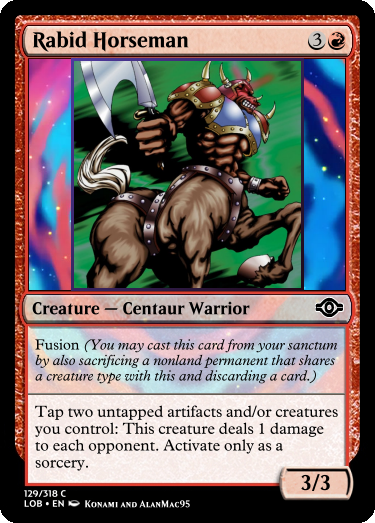 Rabid Horseman 3
Creature — Centaur Warrior
Fusion (You may cast this card from your sanctum
by also sacrificing a nonland permanent that shares
a creature type with this and discarding a card.)
Tap two untapped artifacts and/or creatures
you control: This creature deals 1 damage
to each opponent. Activate only as a
sorcery.
3/3
129/318 C
LOB • EN Konami and AlanMac95